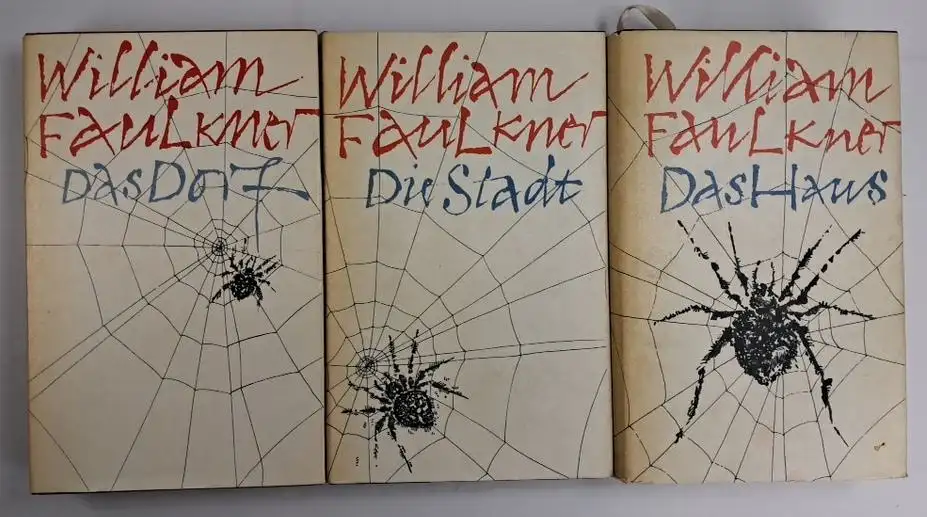 William
Faulkner
Das Dorf
William
Faulkner
Die Stadt
William
Faulkner
Das Haus